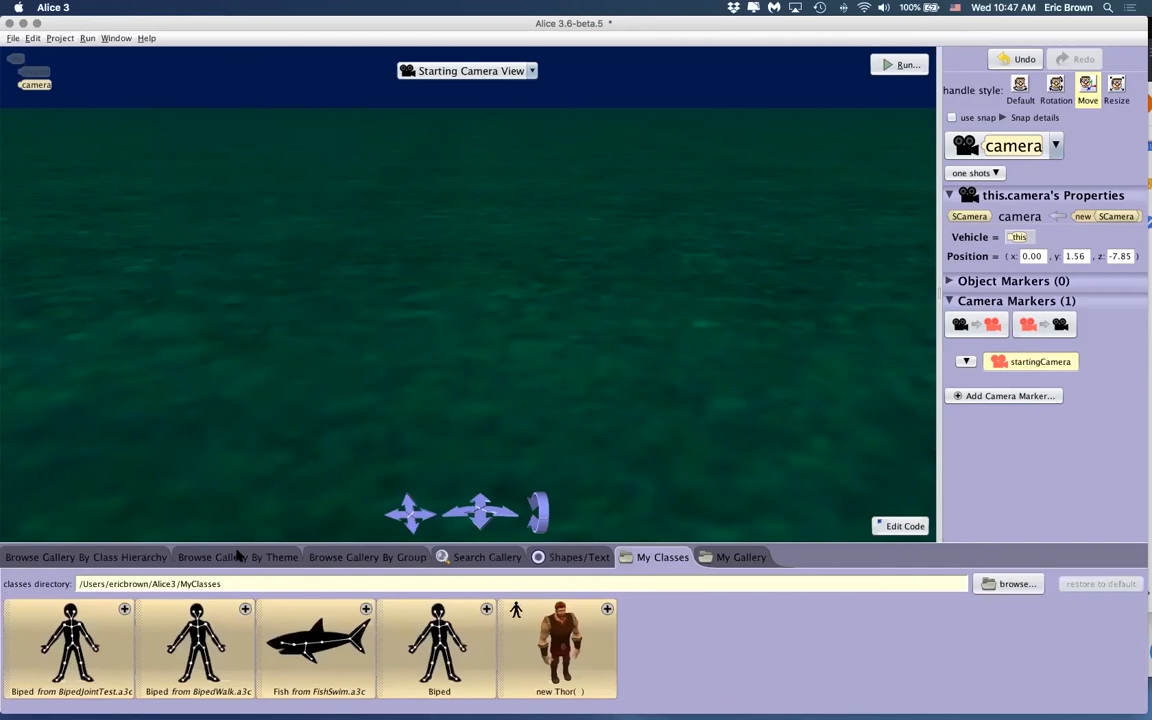 Alice 3
100%
Wed 10:47 AM
Eric Brown
Alice 3.6-beta.5 *
File Edit Project Run Window Help
camera
Starting Camera View
Run...
Undo
Redo
handle style:
Default
Rotation
Move
Resize
use snap
Snap details
camera
one shots
this.camera's Properties
SCamera camera new SCamera
Vehicle = this
Position = ( x: 0.00 , y: 1.56 , z: -7.85 )
Object Markers (0)
Camera Markers (1)
startingCamera
Add Camera Marker...
Edit Code
Browse Gallery By Class Hierarchy
Browse Gallery By Theme
Browse Gallery By Group
Search Gallery
Shapes/Text
My Classes
My Gallery
classes directory: /Users/ericbrown/Alice3/MyClasses
browse...
restore to default
Biped from BipedJointTest.a3c
Biped from BipedWalk.a3c
Fish from FishSwim.a3c
Biped
new Thor( )